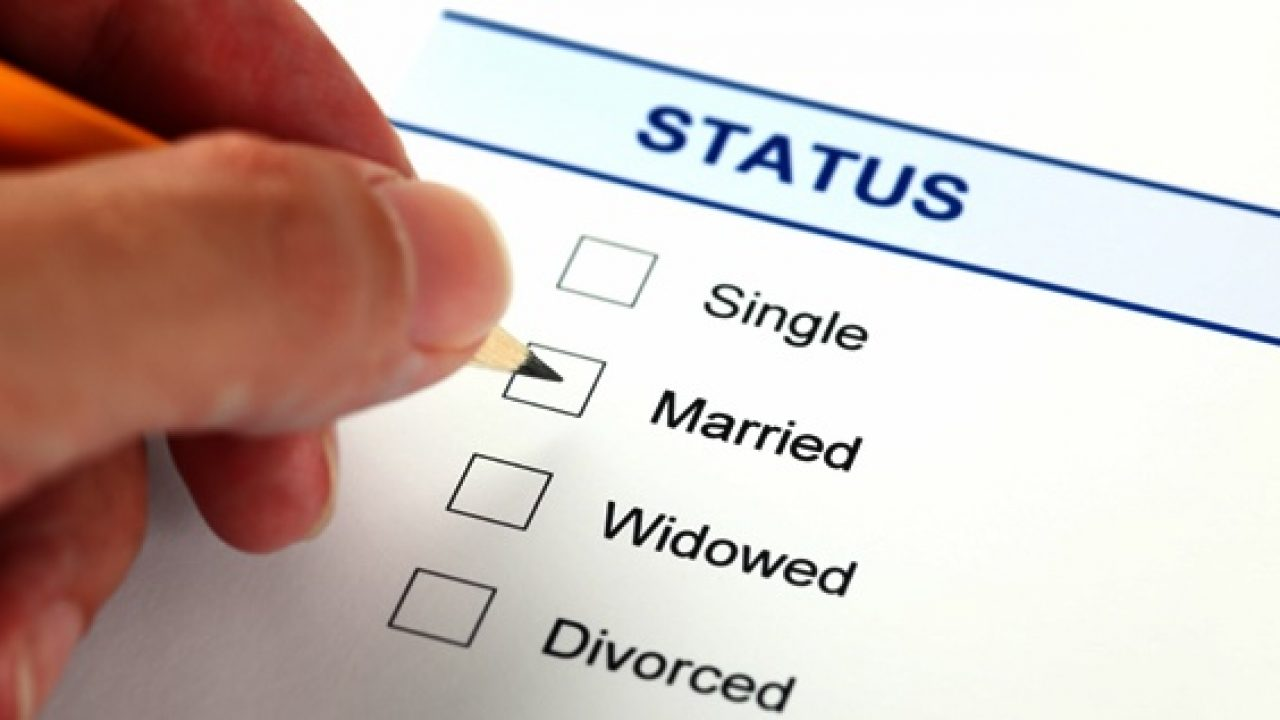 STATUS
Single
Married
Widowed
Divorced